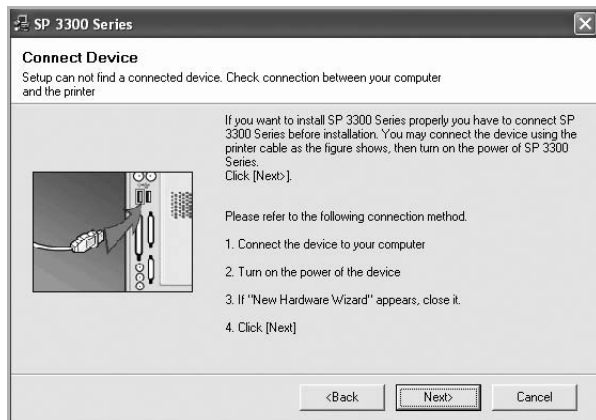 SP 3300 Series
Connect Device
Setup can not find a connected device. Check connection between your computer
and the printer
If you want to install SP 3300 Series properly you have to connect SP
3300 Series before installation. You may connect the device using the
printer cable as the figure shows, then turn on the power of SP 3300
Series.
Click [Next>].
Please refer to the following connection method.
1. Connect the device to your computer
2. Turn on the power of the device
3. If "New Hardware Wizard" appears, close it.
4. Click [Next]
<Back
Next>
Cancel